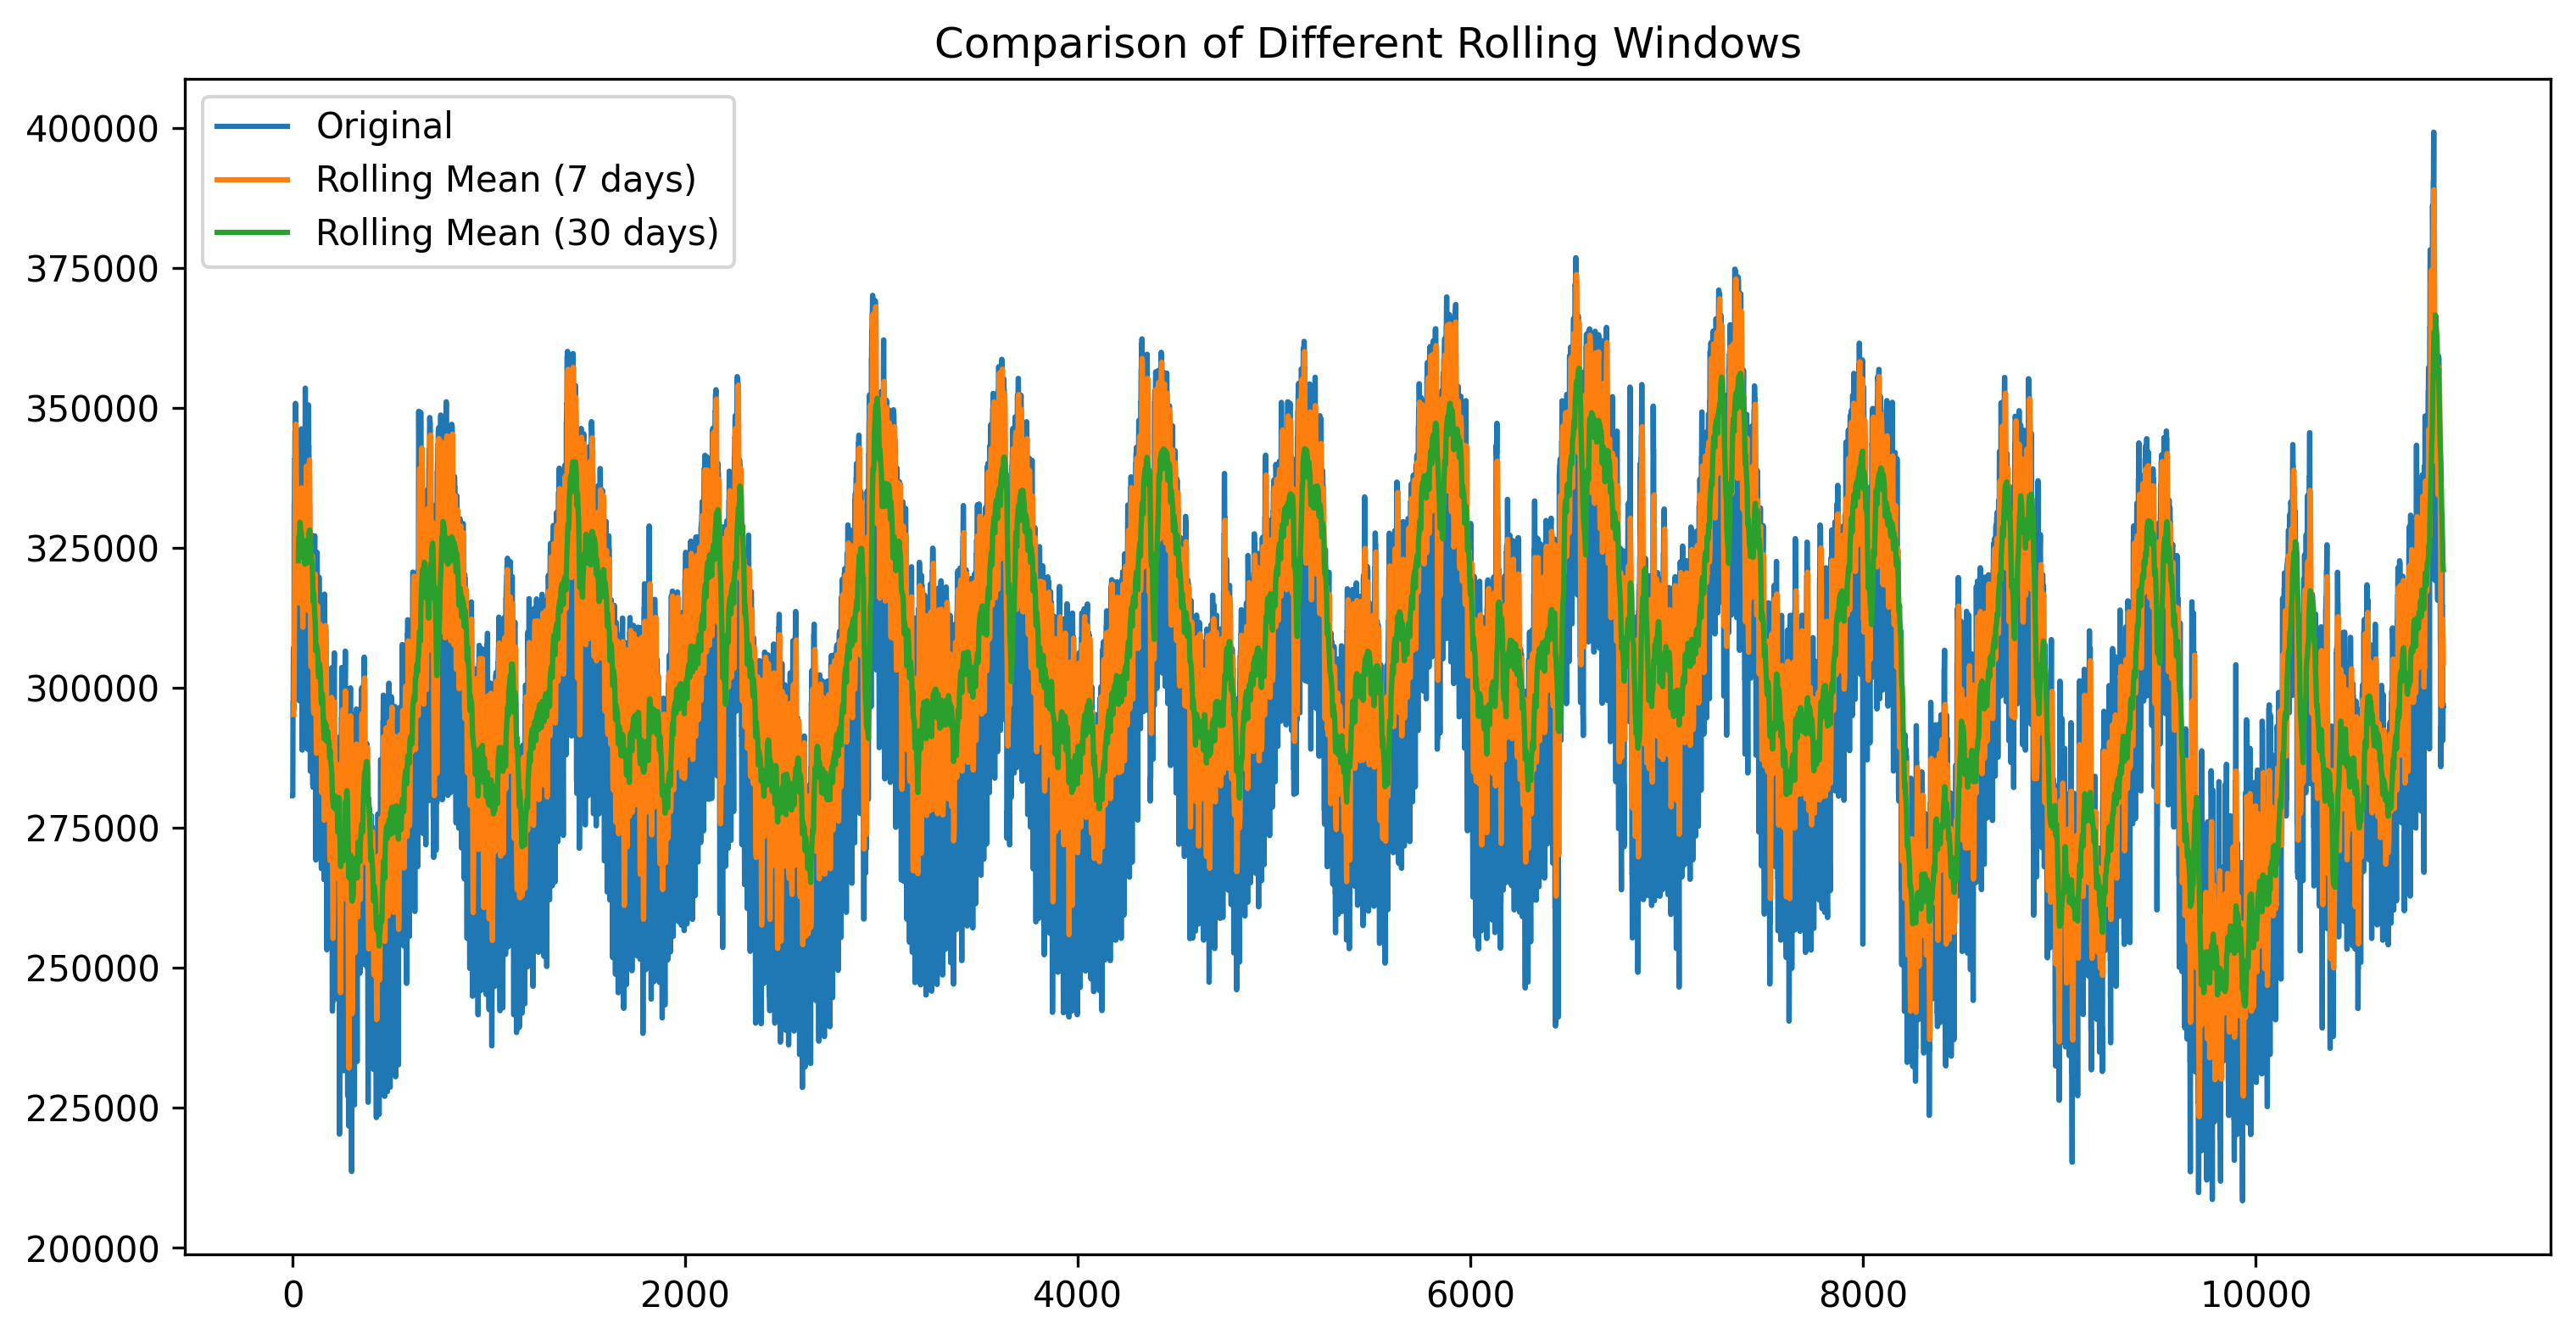 Comparison of Different Rolling Windows
Original
Rolling Mean (7 days)
Rolling Mean (30 days)
400000
375000
350000
325000
300000
275000
250000
225000
200000
0 2000 4000 6000 8000 10000